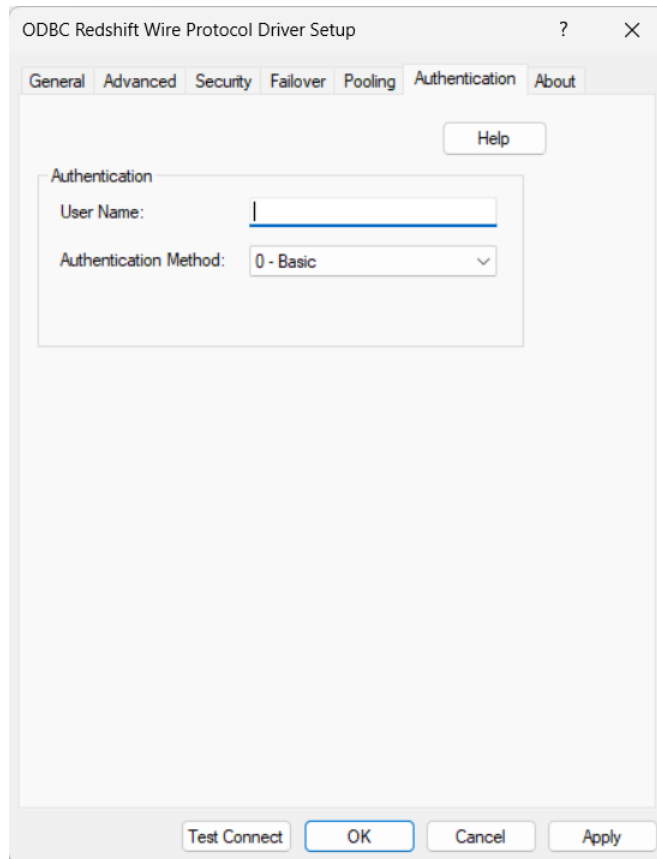 ODBC Redshift Wire Protocol Driver Setup ?
General Advanced Security Failover Pooling Authentication About
Help
Authentication
User Name:
Authentication Method: 0 - Basic
Test Connect OK Cancel Apply